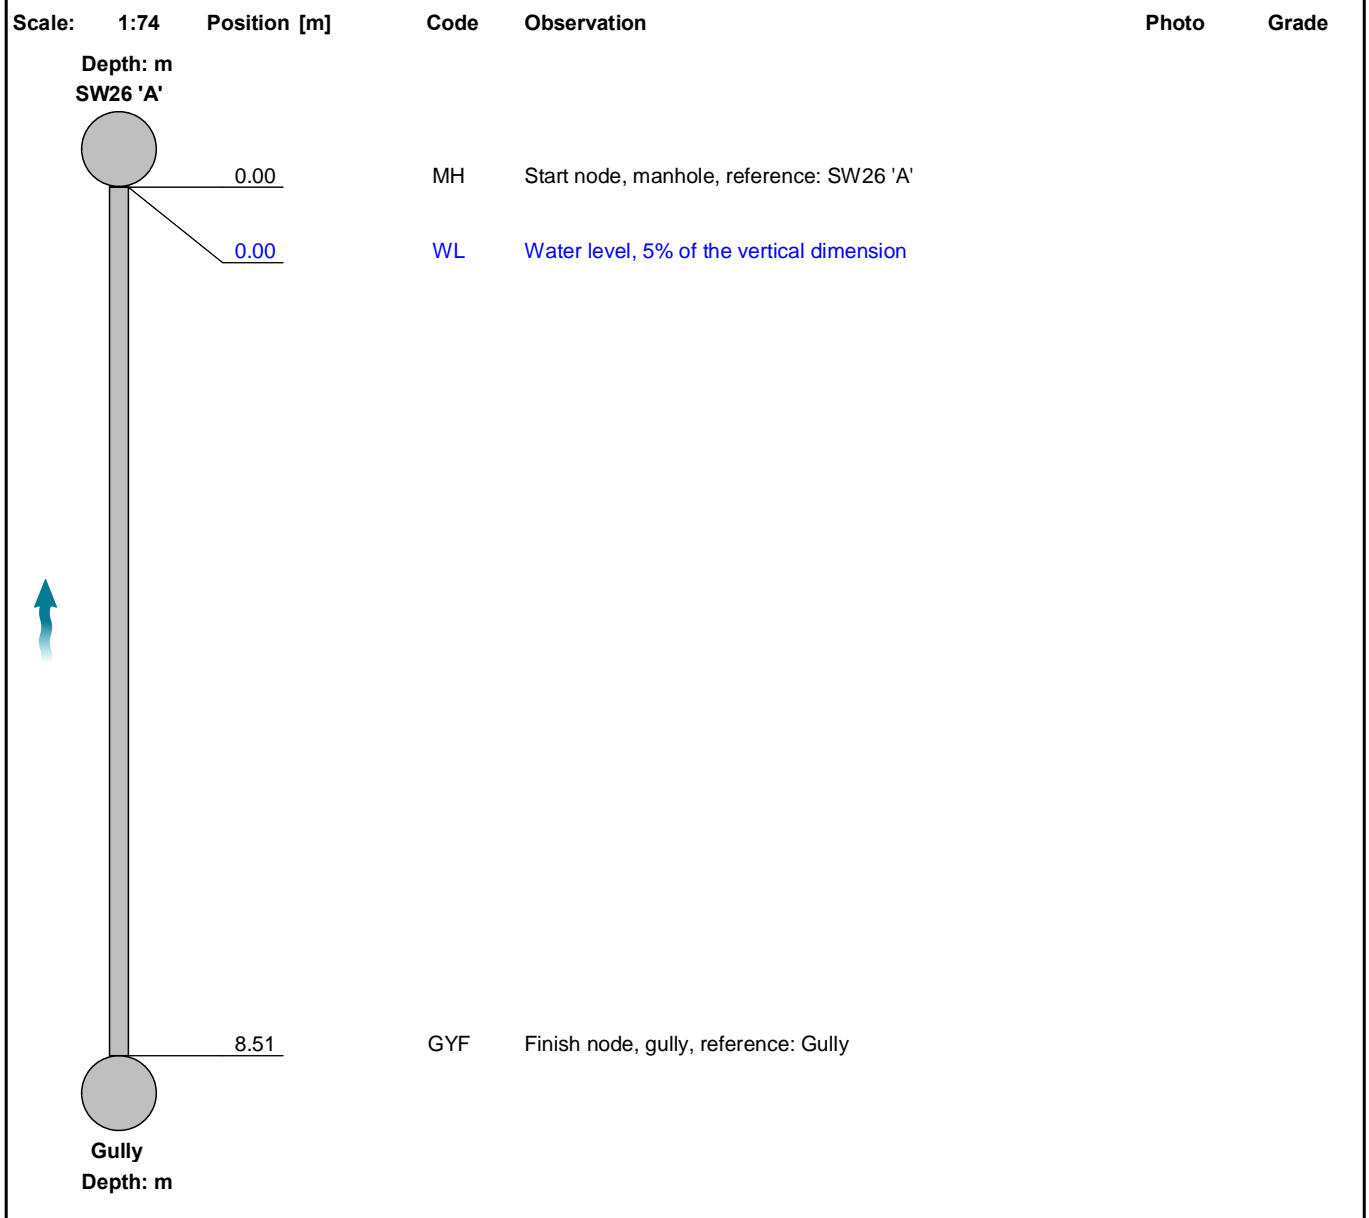 Scale: 1:74 Position [m] Code Observation Photo Grade
Depth: m
SW26 'A'
0.00 MH Start node, manhole, reference: SW26 'A'
0.00 WL Water level, 5% of the vertical dimension
8.51 GYF Finish node, gully, reference: Gully
Gully
Depth: m